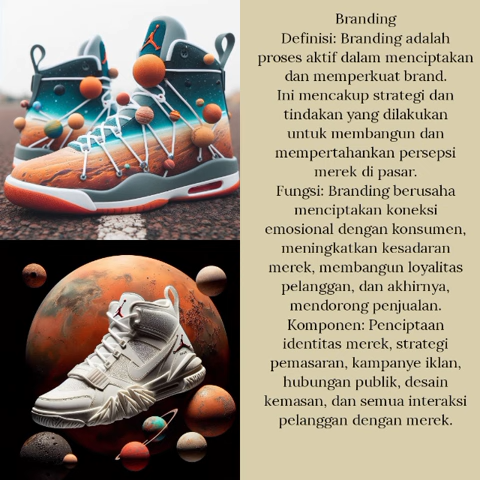 Branding
Definisi: Branding adalah
proses aktif dalam menciptakan
dan memperkuat brand.
Ini mencakup strategi dan
tindakan yang dilakukan
untuk membangun dan
mempertahankan persepsi
merek di pasar.
Fungsi: Branding berusaha
menciptakan koneksi
emosional dengan konsumen,
meningkatkan kesadaran
merek, membangun loyalitas
pelanggan, dan akhirnya,
mendorong penjualan.
Komponen: Penciptaan
identitas merek, strategi
pemasaran, kampanye iklan,
hubungan publik, desain
kemasan, dan semua interaksi
pelanggan dengan merek.